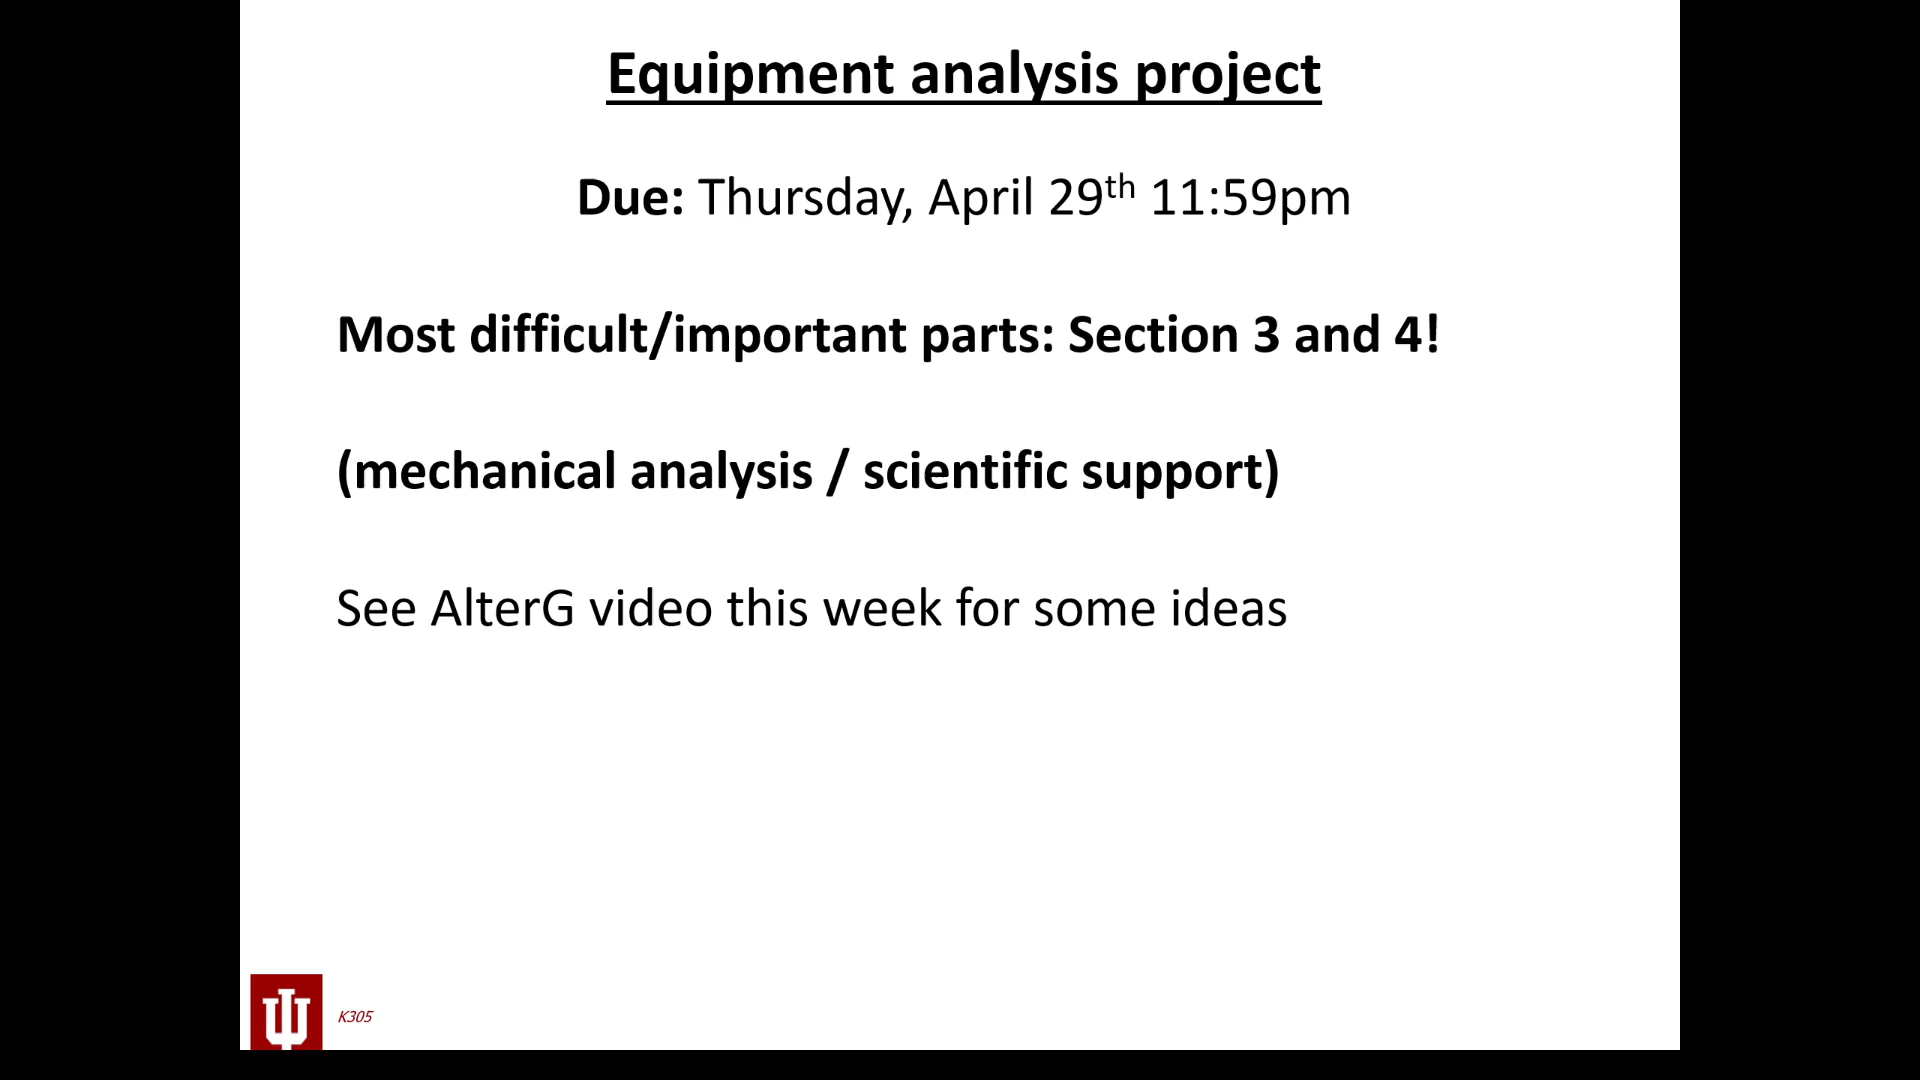 Equipment analysis project
Due: Thursday, April 29th 11:59pm
Most difficult/important parts: Section 3 and 4!
(mechanical analysis / scientific support)
See AlterG video this week for some ideas
K305